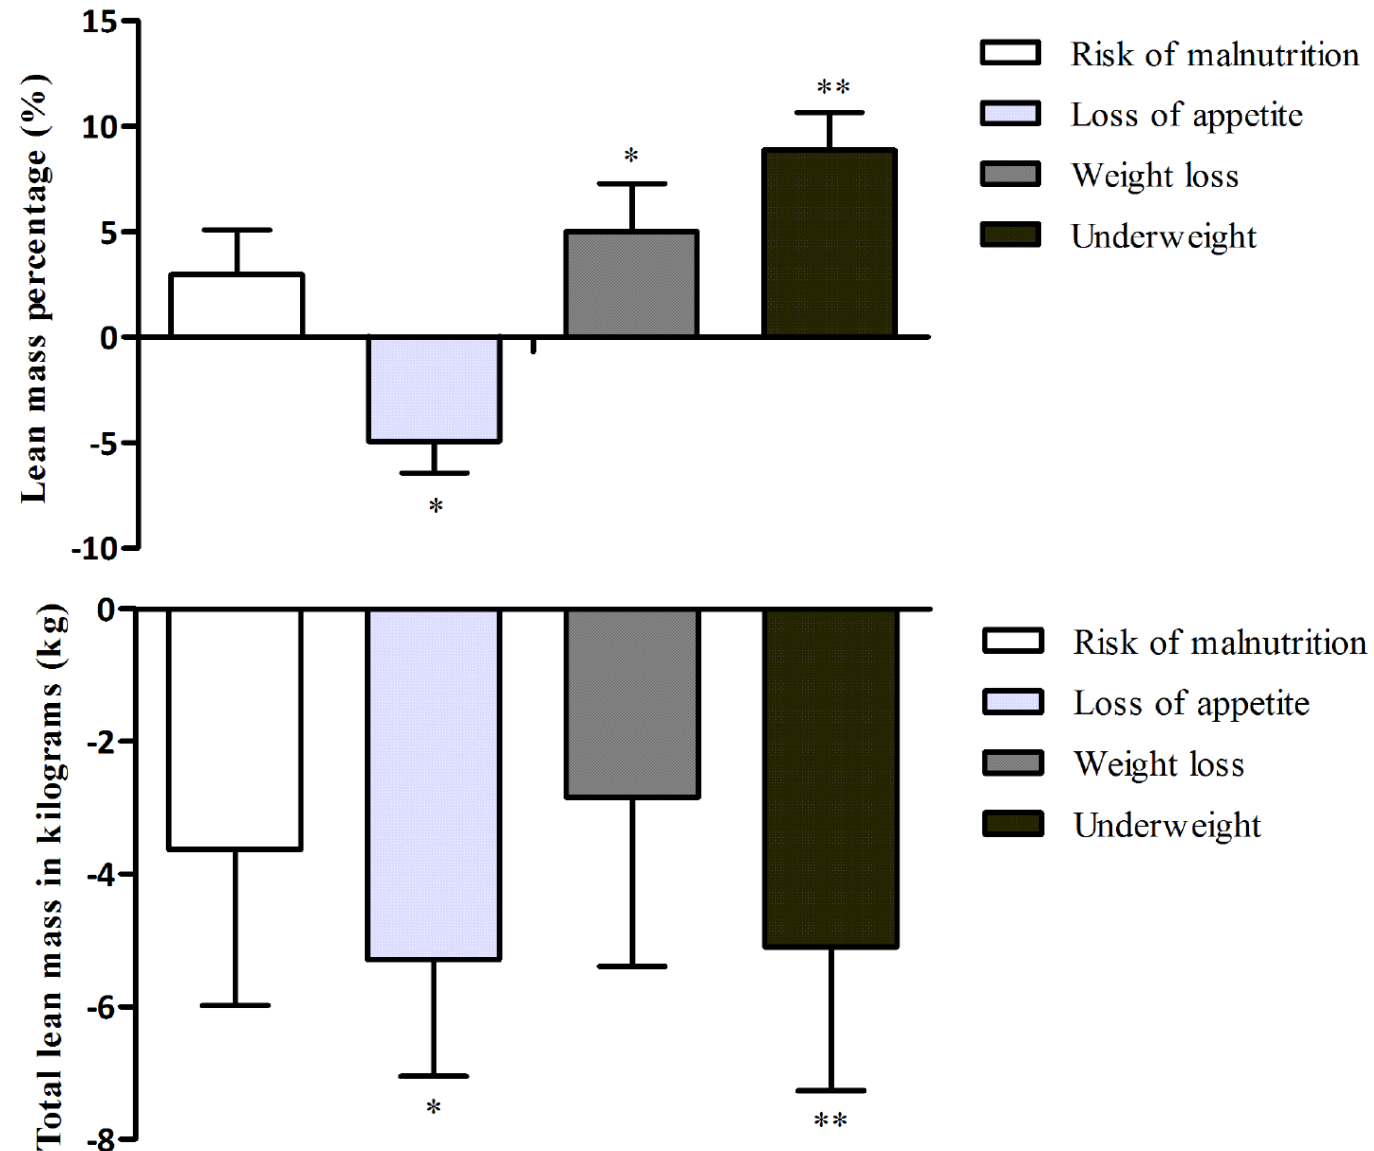 Lean mass percentage (%)
15
10
5
0
-5
-10
*
*
**
Risk of malnutrition
Loss of appetite
Weight loss
Underweight
Total lean mass in kilograms (kg)
0
-2
-4
-6
-8
*
**
Risk of malnutrition
Loss of appetite
Weight loss
Underweight